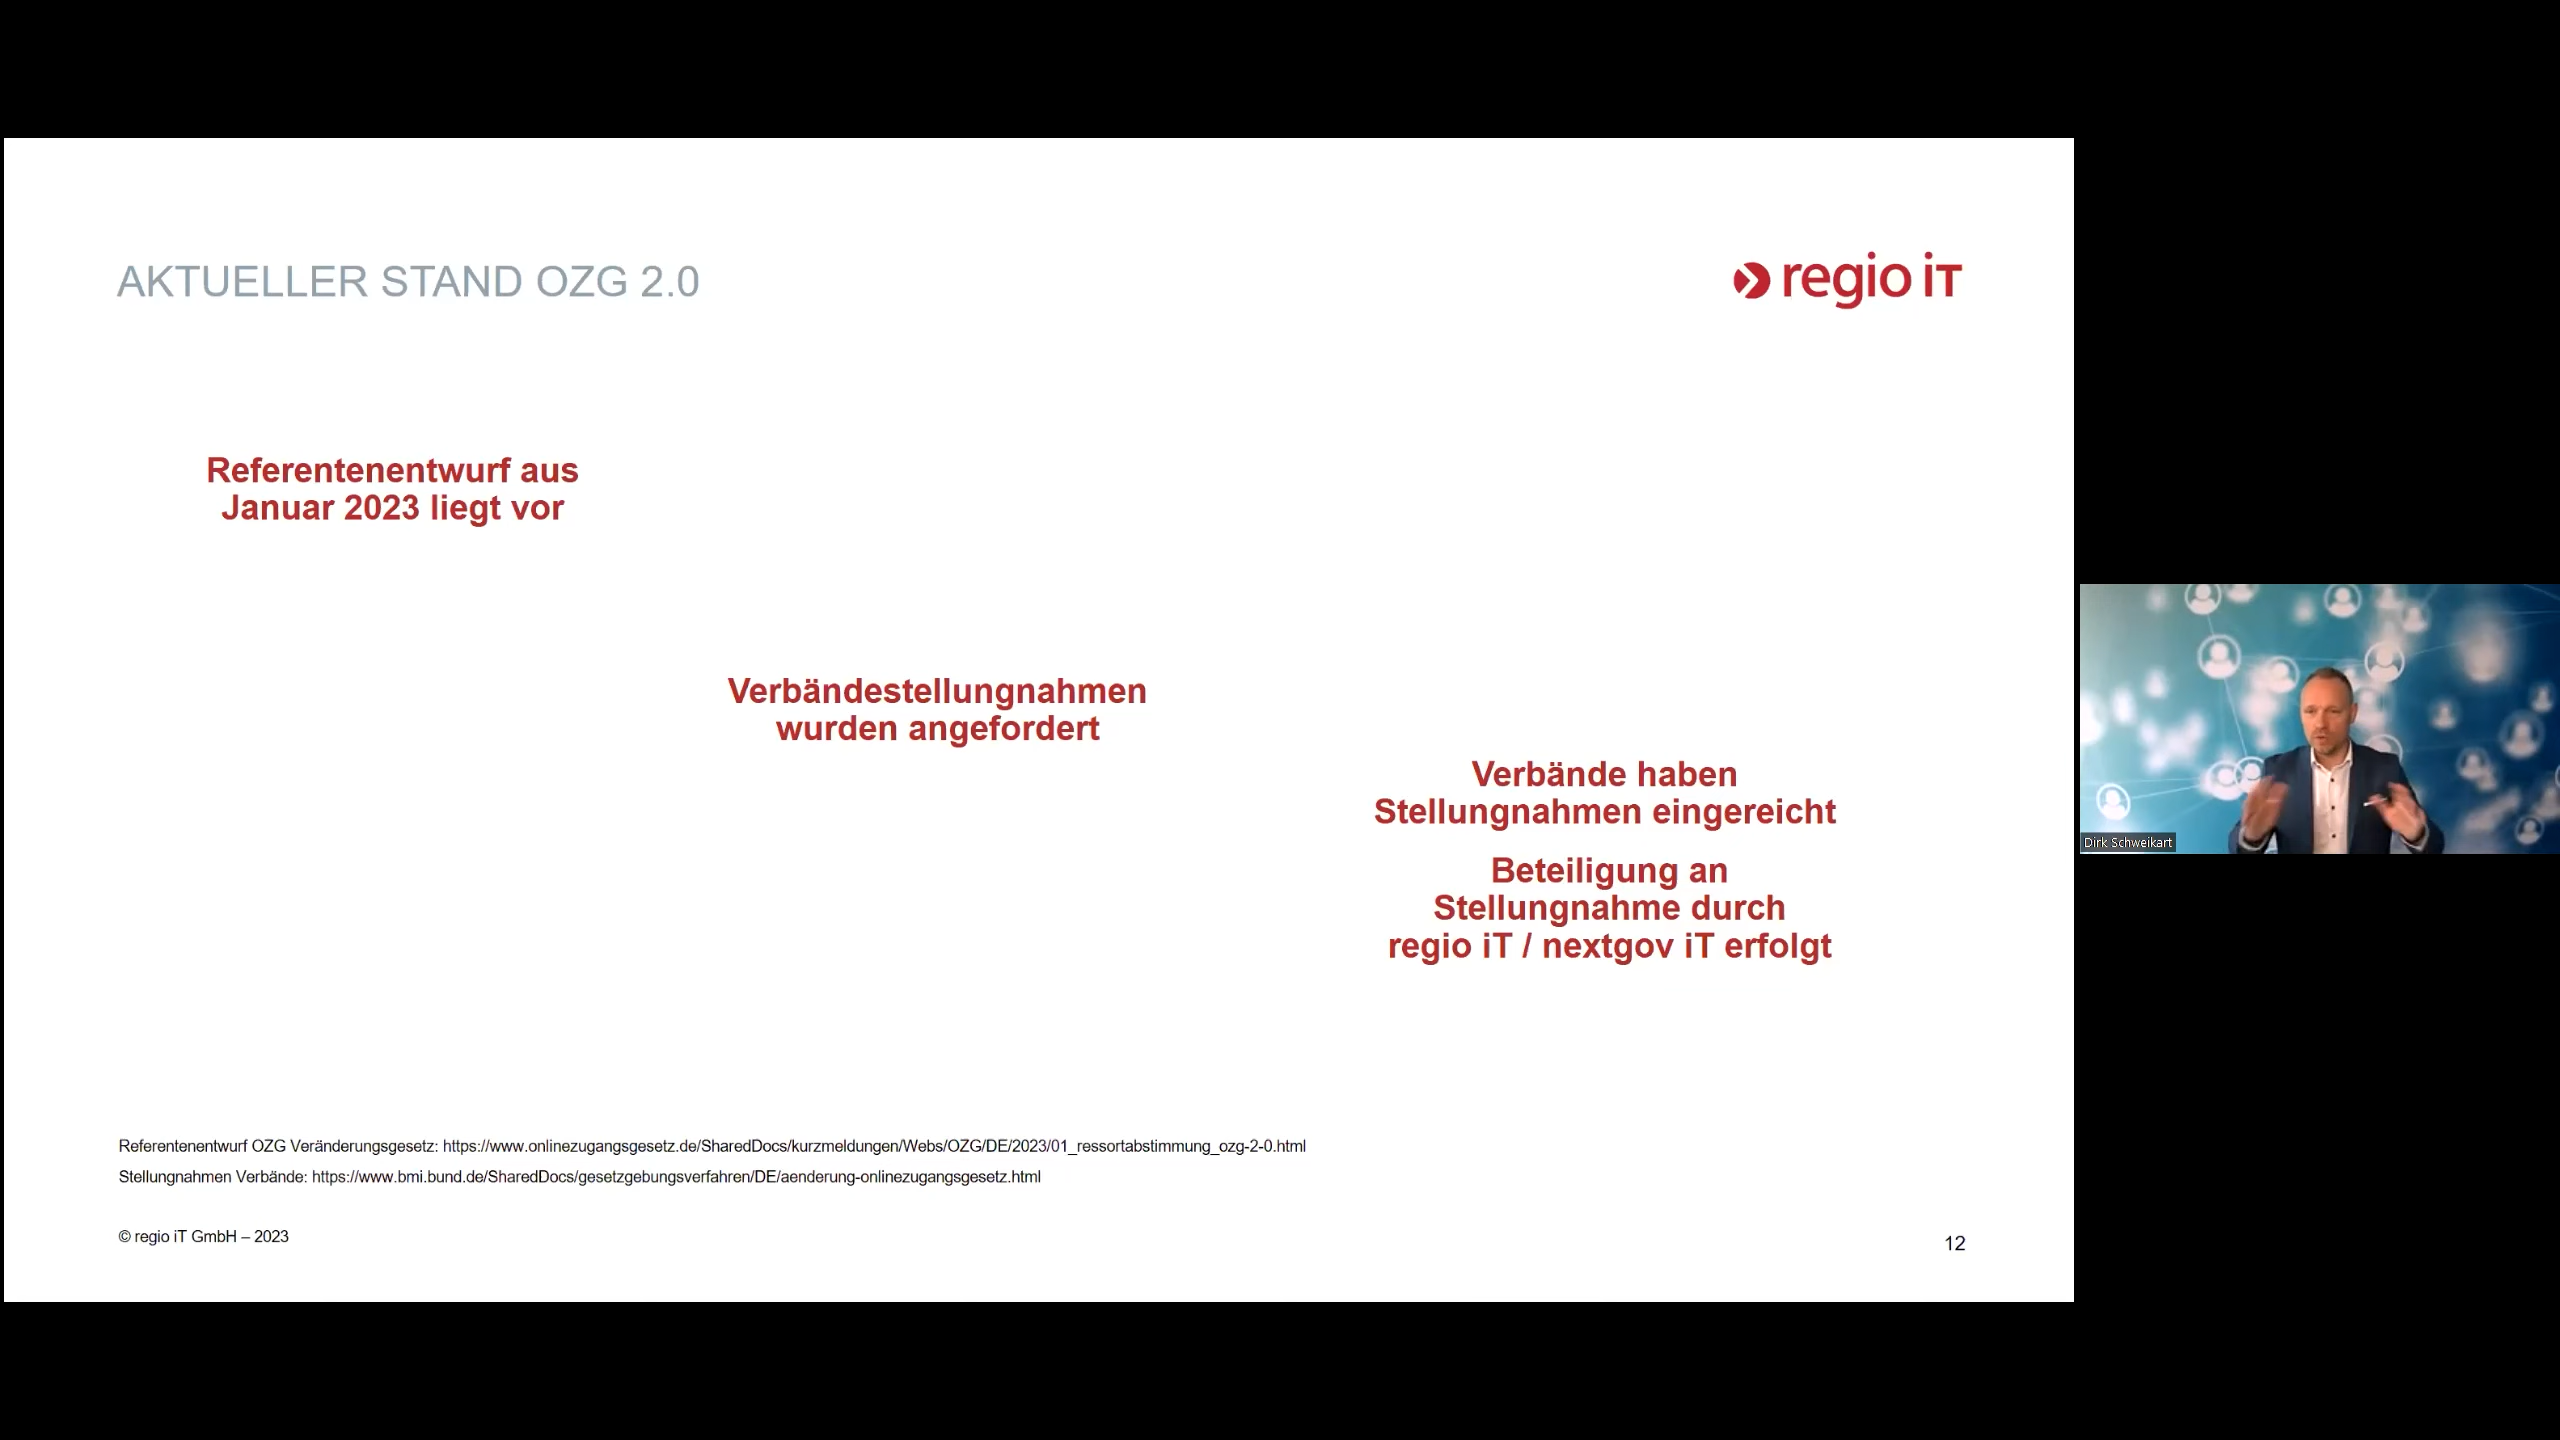 AKTUELLER STAND OZG 2.0
regio iT
Referentenentwurf aus
Januar 2023 liegt vor
Verbändestellungnahmen
wurden angefordert
Verbände haben
Stellungnahmen eingereicht
Beteiligung an
Stellungnahme durch
regio iT / nextgov iT erfolgt
Dirk Schweikart
Referentenentwurf OZG Veränderungsgesetz: https://www.onlinezugangsgesetz.de/SharedDocs/kurzmeldungen/Webs/OZG/DE/2023/01_ressortabstimmung_ozg-2-0.html
Stellungnahmen Verbände: https://www.bmi.bund.de/SharedDocs/gesetzgebungsverfahren/DE/aenderung-onlinezugangsgesetz.html
© regio iT GmbH – 2023
12